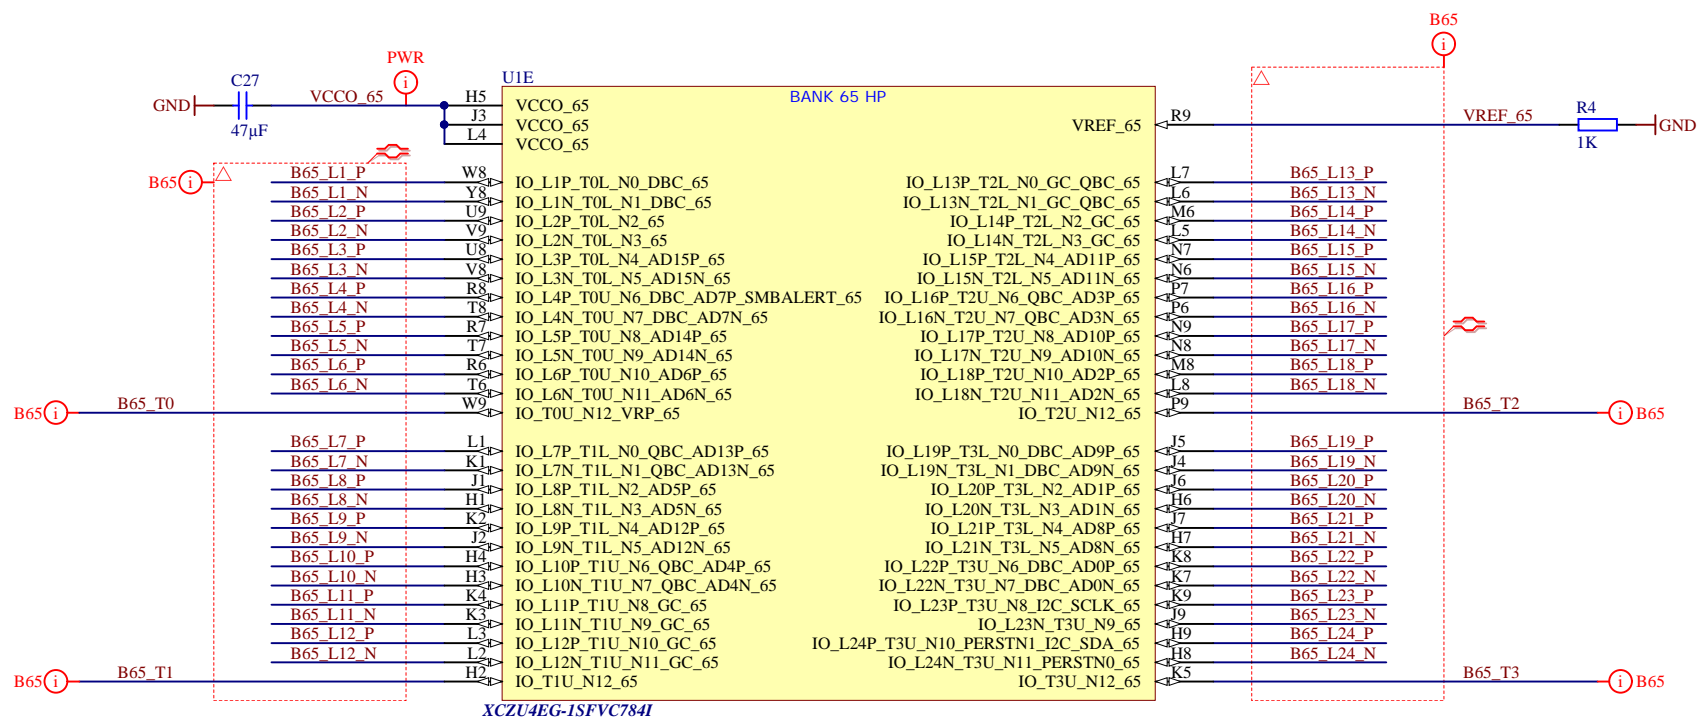 B65
PWR
C27
U1E
GND VCCO_65 H5 VCCO_65 BANK 65 HP
47µF J3 VCCO_65 VREF_65 R9 VREF_65 R4 GND
L4 VCCO_65 1K
B65
B65_L1_P W8 IO_L1P_T0L_N0_DBC_65 IO_L13P_T2L_N0_GC_QBC_65 L7 B65_L13_P
B65_L1_N Y8 IO_L1N_T0L_N1_DBC_65 IO_L13N_T2L_N1_GC_QBC_65 L6 B65_L13_N
B65_L2_P U9 IO_L2P_T0L_N2_65 IO_L14P_T2L_N2_GC_65 M6 B65_L14_P
B65_L2_N V9 IO_L2N_T0L_N3_65 IO_L14N_T2L_N3_GC_65 L5 B65_L14_N
B65_L3_P U8 IO_L3P_T0L_N4_AD15P_65 IO_L15P_T2L_N4_AD11P_65 N7 B65_L15_P
B65_L3_N V8 IO_L3N_T0L_N5_AD15N_65 IO_L15N_T2L_N5_AD11N_65 N6 B65_L15_N
B65_L4_P R8 IO_L4P_T0U_N6_DBC_AD7P_SMBALERT_65 IO_L16P_T2U_N6_QBC_AD3P_65 P7 B65_L16_P
B65_L4_N T8 IO_L4N_T0U_N7_DBC_AD7N_65 IO_L16N_T2U_N7_QBC_AD3N_65 P6 B65_L16_N
B65_L5_P R7 IO_L5P_T0U_N8_AD14P_65 IO_L17P_T2U_N8_AD10P_65 N9 B65_L17_P
B65_L5_N T7 IO_L5N_T0U_N9_AD14N_65 IO_L17N_T2U_N9_AD10N_65 N8 B65_L17_N
B65_L6_P R6 IO_L6P_T0U_N10_AD6P_65 IO_L18P_T2U_N10_AD2P_65 M8 B65_L18_P
B65_L6_N T6 IO_L6N_T0U_N11_AD6N_65 IO_L18N_T2U_N11_AD2N_65 L8 B65_L18_N
B65 B65_T0 W9 IO_T0U_N12_VRP_65 IO_T2U_N12_65 P9 B65_T2 B65
B65_L7_P L1 IO_L7P_T1L_N0_QBC_AD13P_65 IO_L19P_T3L_N0_DBC_AD9P_65 J5 B65_L19_P
B65_L7_N K1 IO_L7N_T1L_N1_QBC_AD13N_65 IO_L19N_T3L_N1_DBC_AD9N_65 J4 B65_L19_N
B65_L8_P J1 IO_L8P_T1L_N2_AD5P_65 IO_L20P_T3L_N2_AD1P_65 J6 B65_L20_P
B65_L8_N H1 IO_L8N_T1L_N3_AD5N_65 IO_L20N_T3L_N3_AD1N_65 H6 B65_L20_N
B65_L9_P K2 IO_L9P_T1L_N4_AD12P_65 IO_L21P_T3L_N4_AD8P_65 J7 B65_L21_P
B65_L9_N J2 IO_L9N_T1L_N5_AD12N_65 IO_L21N_T3L_N5_AD8N_65 H7 B65_L21_N
B65_L10_P H4 IO_L10P_T1U_N6_QBC_AD4P_65 IO_L22P_T3U_N6_DBC_AD0P_65 K8 B65_L22_P
B65_L10_N H3 IO_L10N_T1U_N7_QBC_AD4N_65 IO_L22N_T3U_N7_DBC_AD0N_65 K7 B65_L22_N
B65_L11_P K4 IO_L11P_T1U_N8_GC_65 IO_L23P_T3U_N8_I2C_SCLK_65 K9 B65_L23_P
B65_L11_N K3 IO_L11N_T1U_N9_GC_65 IO_L23N_T3U_N9_65 J9 B65_L23_N
B65_L12_P L3 IO_L12P_T1U_N10_GC_65 IO_L24P_T3U_N10_PERSTN1_I2C_SDA_65 H9 B65_L24_P
B65_L12_N L2 IO_L12N_T1U_N11_GC_65 IO_L24N_T3U_N11_PERSTN0_65 H8 B65_L24_N
B65 B65_T1 H2 IO_T1U_N12_65 IO_T3U_N12_65 K5 B65_T3 B65
XCZU4EG-1SFVC784I